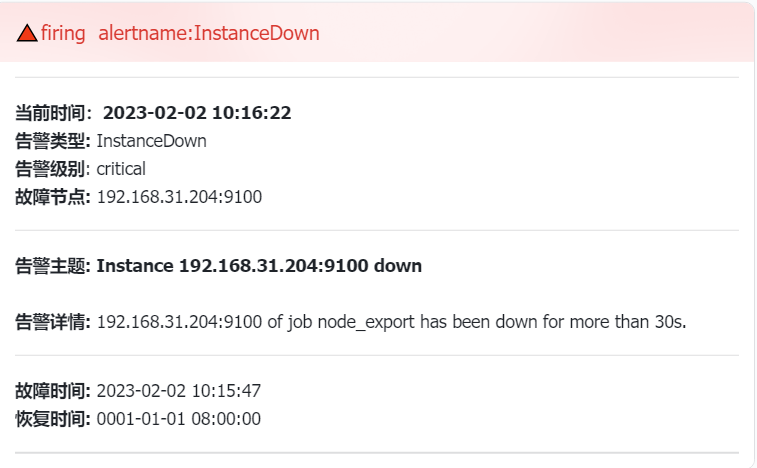 firing alertname:InstanceDown
当前时间：2023-02-02 10:16:22
告警类型: InstanceDown
告警级别: critical
故障节点: 192.168.31.204:9100
告警主题: Instance 192.168.31.204:9100 down
告警详情: 192.168.31.204:9100 of job node_export has been down for more than 30s.
故障时间: 2023-02-02 10:15:47
恢复时间: 0001-01-01 08:00:00